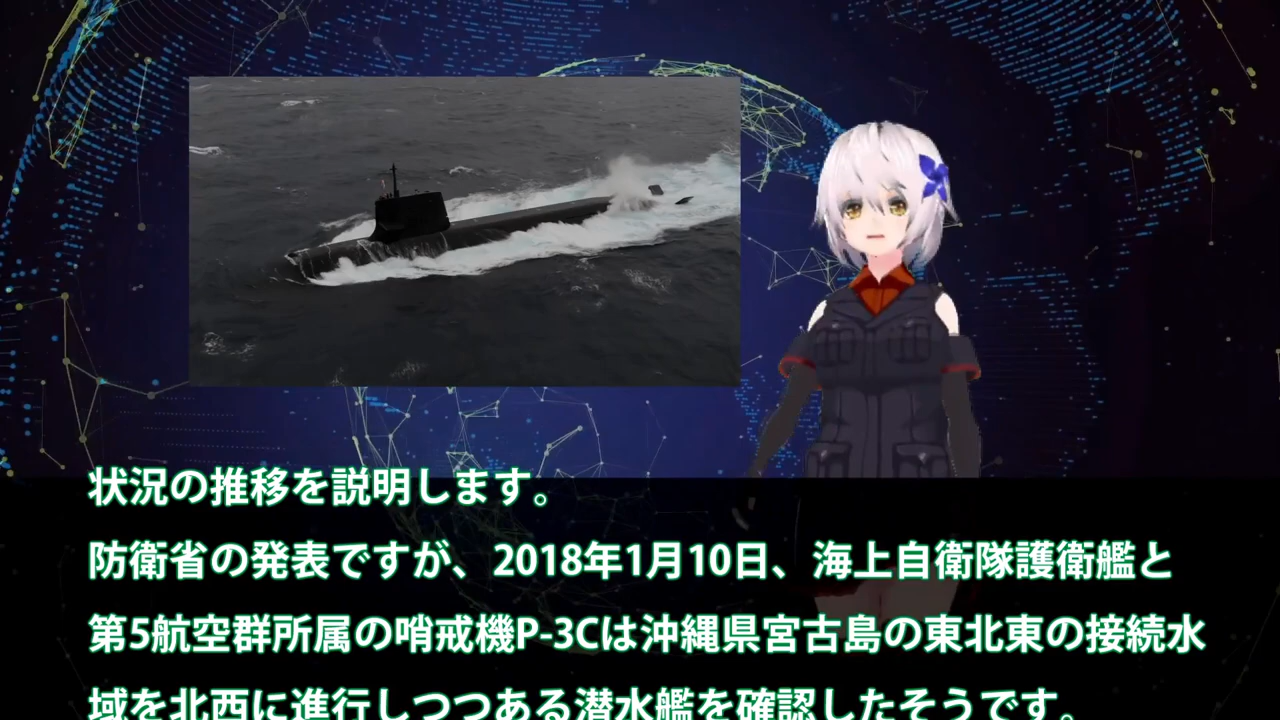 状況の推移を説明します。
防衛省の発表ですが、2018年1月10日、海上自衛隊護衛艦と
第5航空群所属の哨戒機P-3Cは沖縄県宮古島の東北東の接続水
域を北西に進行しつつある潜水艦を確認したそうです。